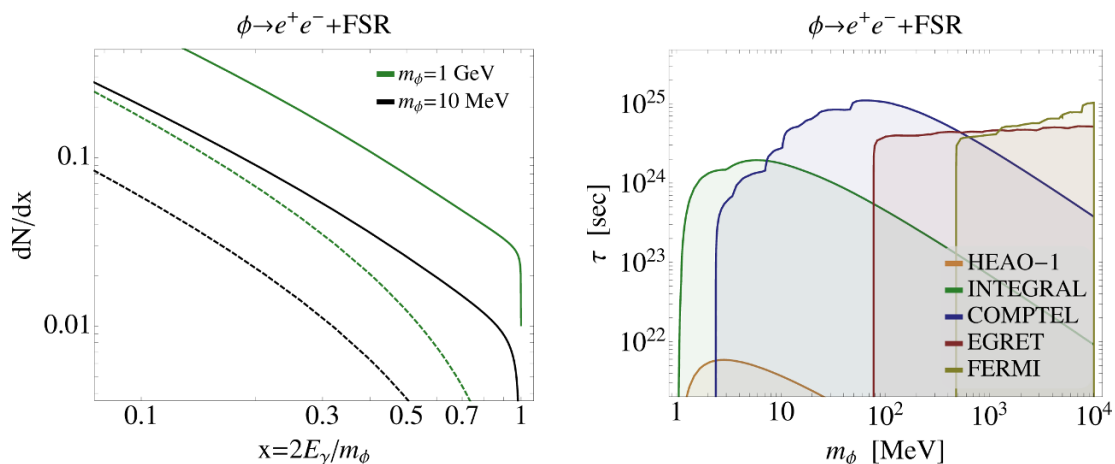 ϕ→e⁺e⁻+FSR
m_ϕ=1 GeV
m_ϕ=10 MeV
dN/dx
0.1
0.01
0.1 0.3 0.5 0.7 1
x=2E_γ/m_ϕ
ϕ→e⁺e⁻+FSR
τ [sec]
10²⁵
10²⁴
10²³
10²²
HEAO-1
INTEGRAL
COMPTEL
EGRET
FERMI
1 10 10² 10³ 10⁴
m_ϕ [MeV]